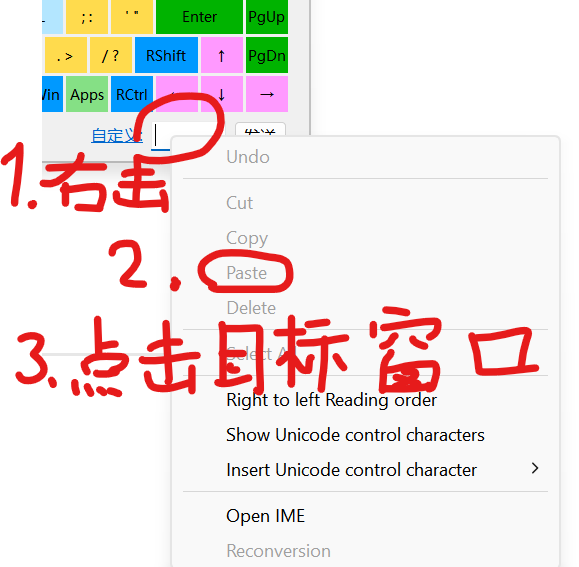 ; : ' " Enter PgUp
. > / ? RShift ↑ PgDn
Win Apps RCtrl ← ↓ →
自定义: 发送
1.右击
Undo
Cut
Copy
2.
Paste
Delete
3.点击目标窗口
Select All
Right to left Reading order
Show Unicode control characters
Insert Unicode control character
Open IME
Reconversion